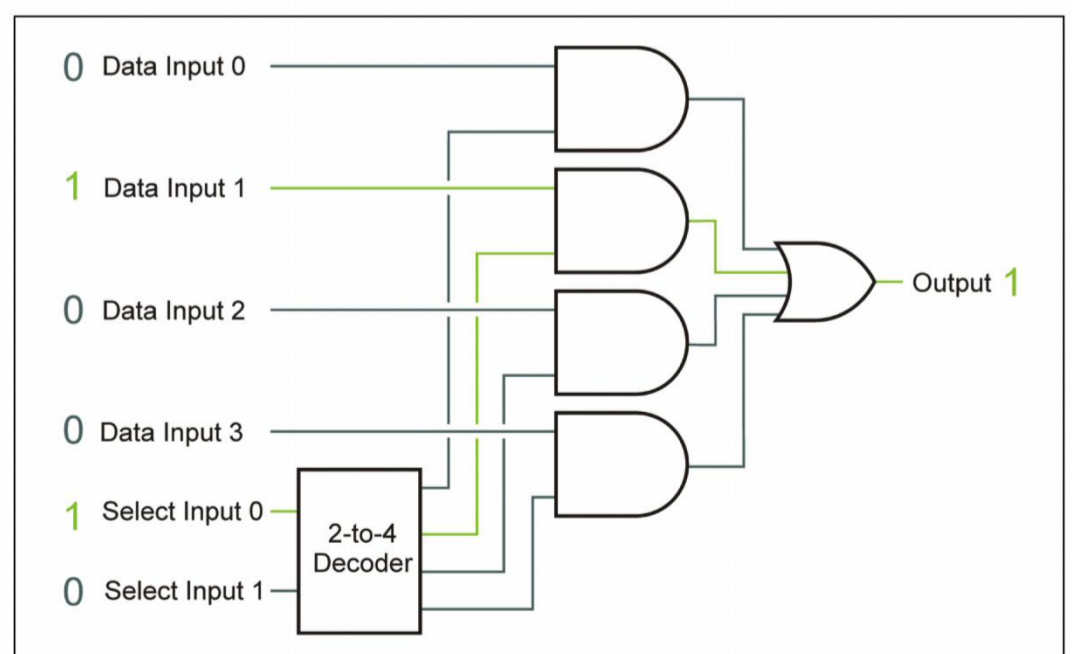 0 Data Input 0
1 Data Input 1
0 Data Input 2
0 Data Input 3
1 Select Input 0
0 Select Input 1
2-to-4
Decoder
Output 1